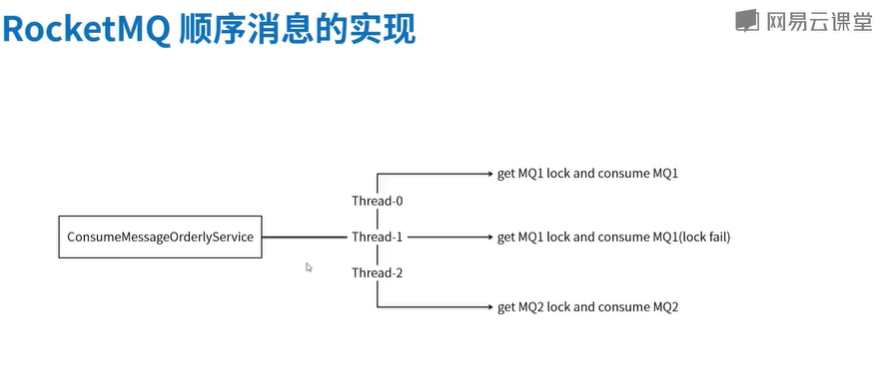 RocketMQ 顺序消息的实现
网易云课堂
get MQ1 lock and consume MQ1
Thread-0
ConsumeMessageOrderlyService
Thread-1
get MQ1 lock and consume MQ1(lock fail)
Thread-2
get MQ2 lock and consume MQ2